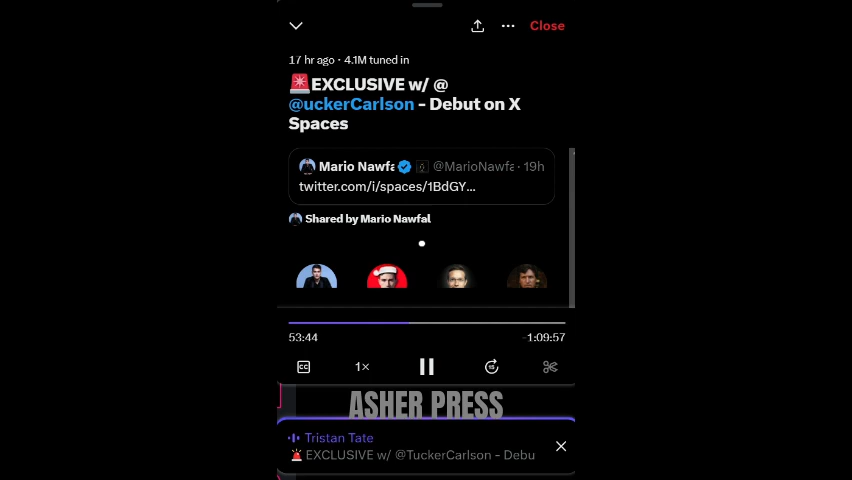 Close
17 hr ago · 4.1M tuned in
🚨EXCLUSIVE w/ @
@uckerCarlson - Debut on X
Spaces
Mario Nawfa @MarioNawfa · 19h
twitter.com/i/spaces/1BdGY...
Shared by Mario Nawfal
53:44
-1:09:57
CC
1×
15
ASHER PRESS
Tristan Tate
🚨EXCLUSIVE w/ @TuckerCarlson - Debu